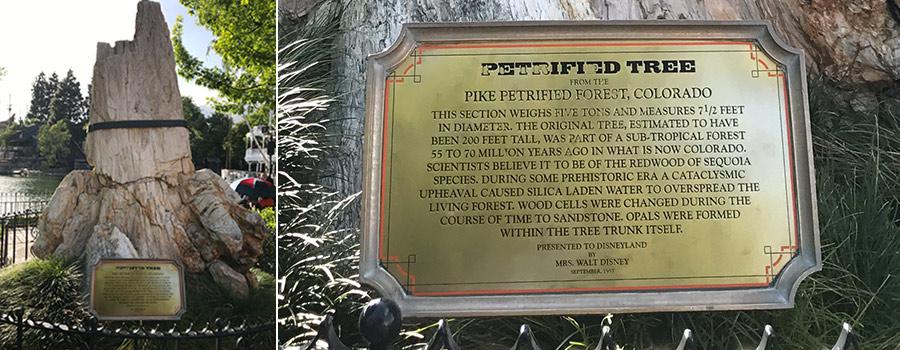 PETRIFIED TREE
FROM THE
PIKE PETRIFIED FOREST, COLORADO
THIS SECTION WEIGHS FIVE TONS AND MEASURES 7 1/2 FEET
IN DIAMETER. THE ORIGINAL TREE, ESTIMATED TO HAVE
BEEN 200 FEET TALL, WAS PART OF A SUB-TROPICAL FOREST
55 TO 70 MILLION YEARS AGO IN WHAT IS NOW COLORADO.
SCIENTISTS BELIEVE IT TO BE OF THE REDWOOD OF SEQUOIA
SPECIES. DURING SOME PREHISTORIC ERA A CATACLYSMIC
UPHEAVAL CAUSED SILICA LADEN WATER TO OVERSPREAD THE
LIVING FOREST. WOOD CELLS WERE CHANGED DURING THE
COURSE OF TIME TO SANDSTONE. OPALS WERE FORMED
WITHIN THE TREE TRUNK ITSELF.
PRESENTED TO DISNEYLAND
BY
MRS. WALT DISNEY
SEPTEMBER, 1957